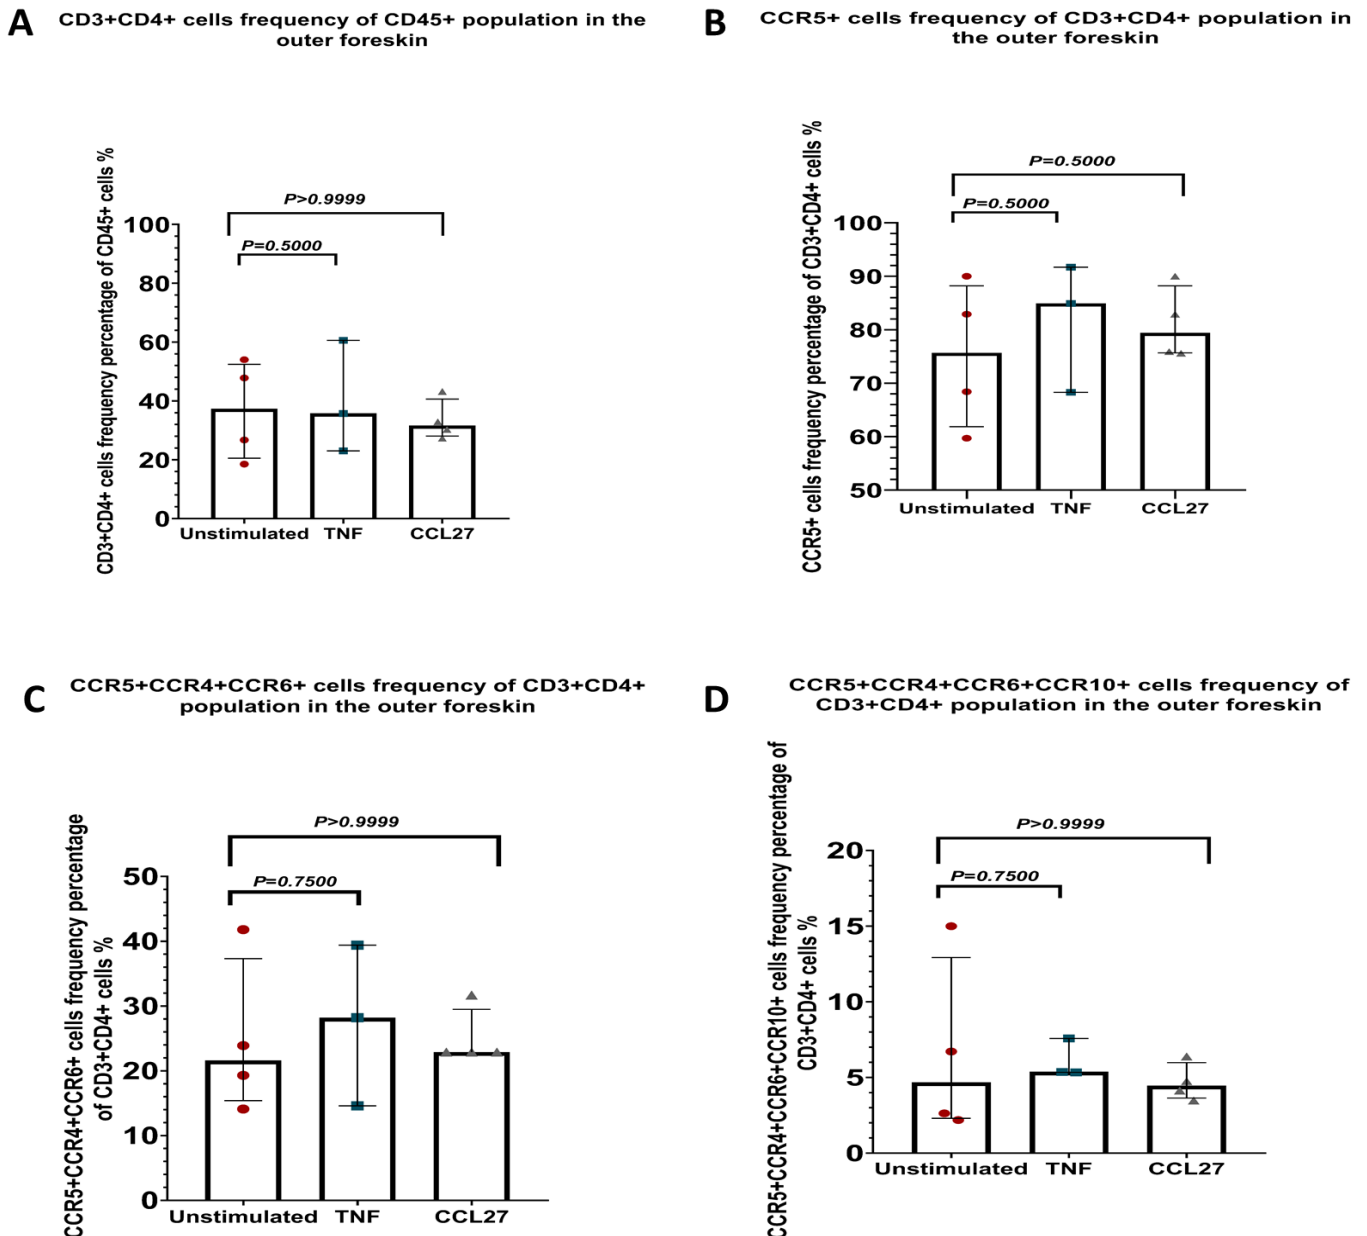 A
CD3+CD4+ cells frequency of CD45+ population in the
outer foreskin
CD3+CD4+ cells frequency percentage of CD45+ cells %
P>0.9999
P=0.5000
100
80
60
40
20
0
Unstimulated TNF CCL27
B
CCR5+ cells frequency of CD3+CD4+ population in
the outer foreskin
CCR5+ cells frequency percentage of CD3+CD4+ cells %
P=0.5000
P=0.5000
100
90
80
70
60
50
Unstimulated TNF CCL27
C
CCR5+CCR4+CCR6+ cells frequency of CD3+CD4+
population in the outer foreskin
CCR5+CCR4+CCR6+ cells frequency percentage
of CD3+CD4+ cells %
P>0.9999
P=0.7500
50
40
30
20
10
0
Unstimulated TNF CCL27
D
CCR5+CCR4+CCR6+CCR10+ cells frequency of
CD3+CD4+ population in the outer foreskin
CCR5+CCR4+CCR6+CCR10+ cells frequency percentage of
CD3+CD4+ cells %
P>0.9999
P=0.7500
20
15
10
5
0
Unstimulated TNF CCL27